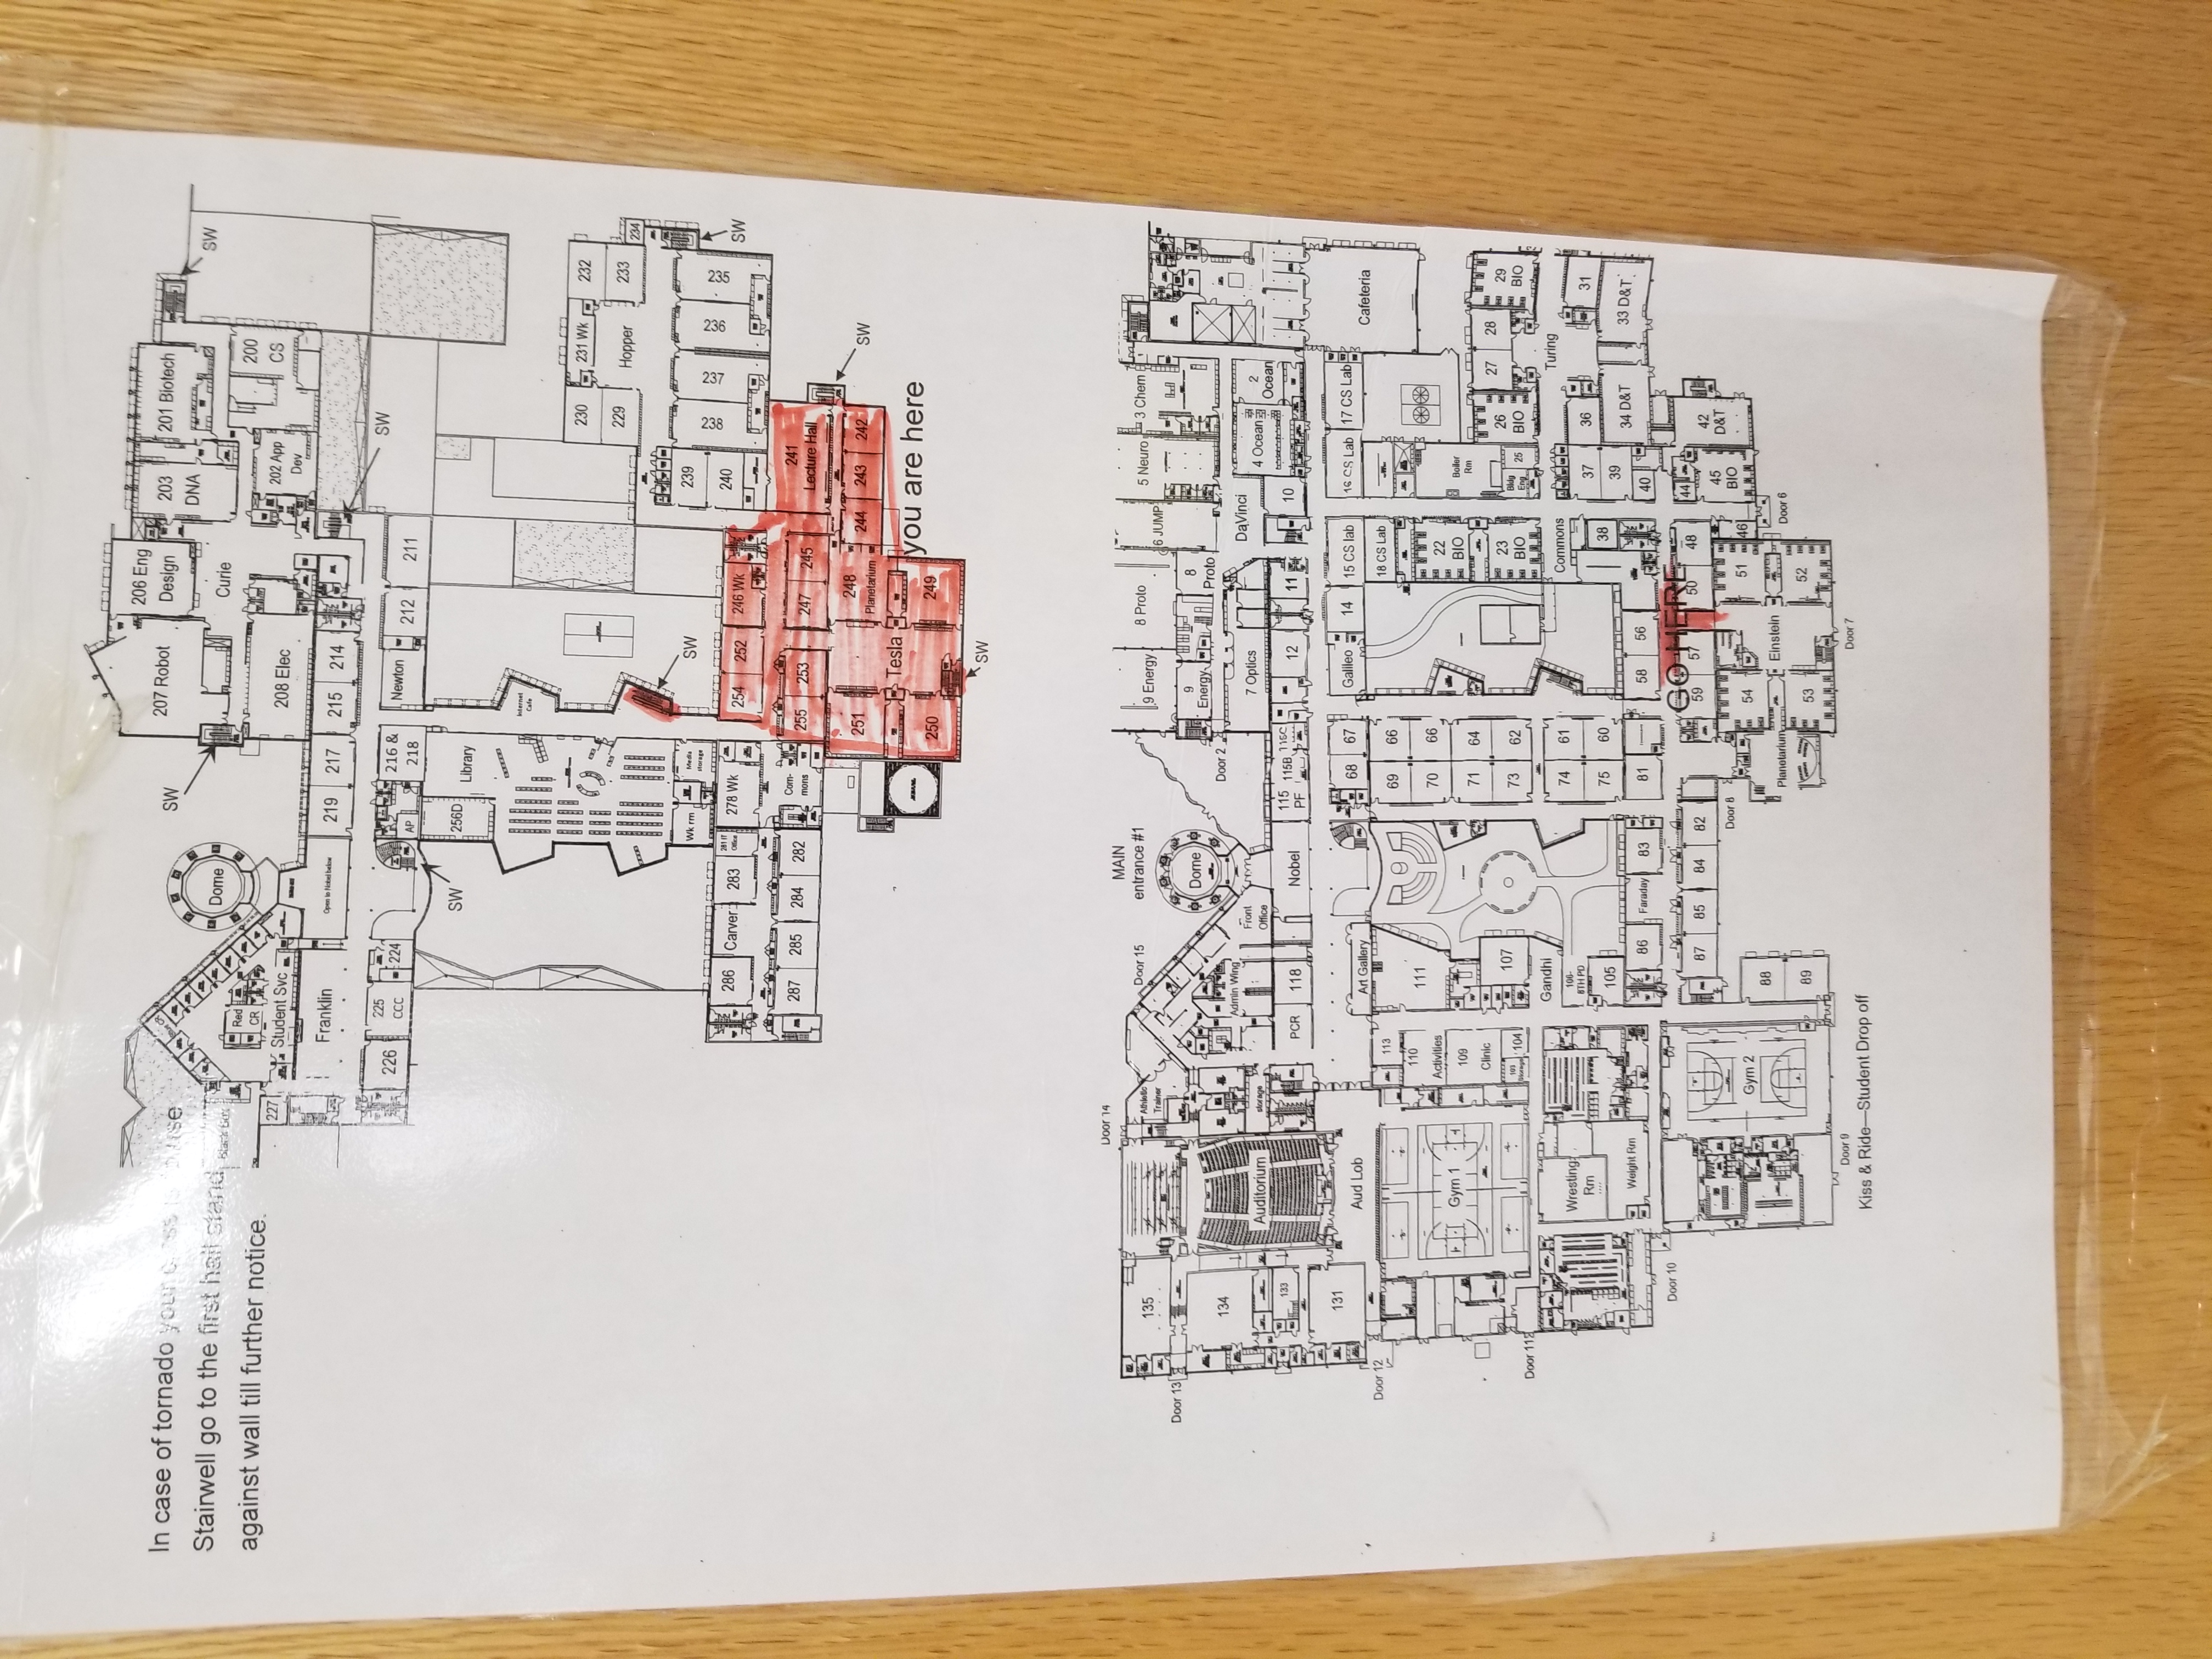 In case of tornado your class is to use
Stairwell go to the first hall stand
against wall till further notice.
207 Robot
206 Eng
Design
203
DNA
201 Biotech
SW
SW
Dome
Curie
Red
CR
Student Svc
208 Elec
202 App
Dev
200
CS
227
Franklin
Open to Nobel below
219
217
215
214
SW
226
225
CCC
224
AP
216 &
218
Newton
212
211
SW
256D
Library
Internet
Cafe
230
231 Wk
232
229
Hopper
233
234
SW
Wk rm
Media
storage
239
240
238
237
236
235
SW
286
Carver
283
281 IT
Office
278 Wk
254
252
246 Wk
287
285
284
282
Com-
mons
255
253
247
245
241
Lecture Hall
SW
251
248
Planetarium
244
243
242
Tesla
you are here
250
249
SW
Door 14
MAIN
entrance #1
135
Athletic
Trainer
Door 15
9 Energy
8 Proto
6 JUMP
5 Neuro
3 Chem
Door 13
134
Dome
9
Energy
8
Proto
Door 2
Auditorium
Admin Wing
Front
Office
7 Optics
DaVinci
4 Ocean
2
Ocean
storage
133
PCR
118
Nobel
115
PF
115B
115C
12
11
10
131
Aud Lob
Art Gallery
68
67
Galileo
14
15 CS lab
16 CS Lab
17 CS Lab
Cafeteria
Door 12
113
69
66
18 CS Lab
110
Activities
111
70
66
22
BIO
Gym 1
109
Clinic
71
64
Boiler
Rm
103
Storage
104
107
73
62
23
BIO
Bldg
Eng
25
26
BIO
27
28
29
BIO
Door 11
Gandhi
Commons
Turing
Wresting
Rm
106-
8TH PD
74
61
37
36
31
105
75
60
38
39
34 D&T
33 D&T
Weight Rm
86
Faraday
83
81
58
56
40
Door 10
GO HERE
87
85
84
82
59
57
50
48
44
42
D&T
Door 8
45
BIO
Gym 2
54
51
46
88
Planetarium
Einstein
Door 6
89
53
52
Door 9
Door 7
Kiss & Ride—Student Drop off